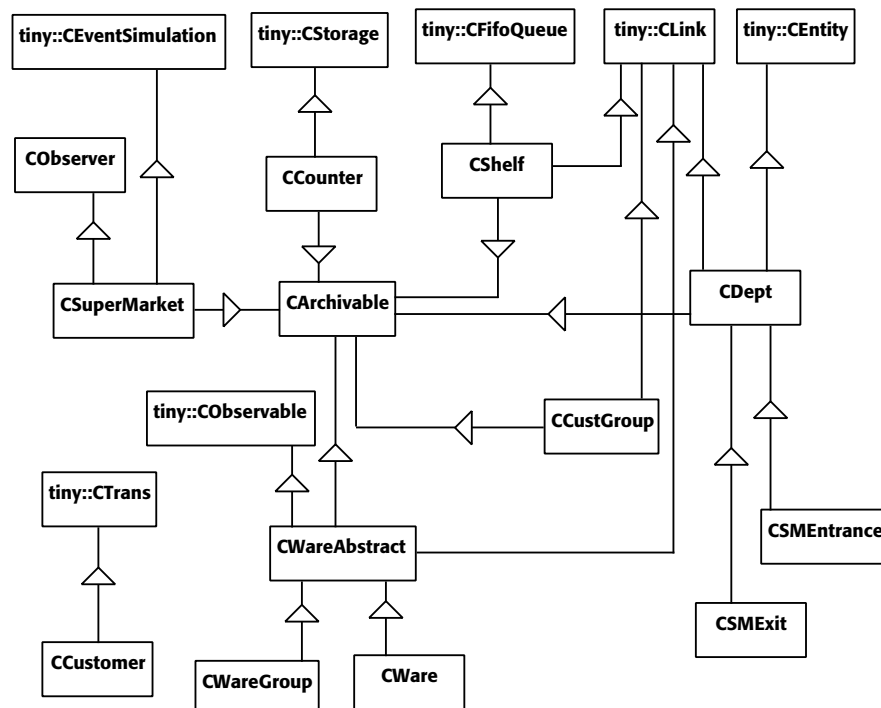 tiny::CEventSimulation
tiny::CStorage
tiny::CFifoQueue
tiny::CLink
tiny::CEntity
CObserver
CCounter
CShelf
CSuperMarket
CArchivable
CDept
tiny::CObservable
CCustGroup
tiny::CTrans
CWareAbstract
CSMEntrance
CSMExit
CCustomer
CWareGroup
CWare